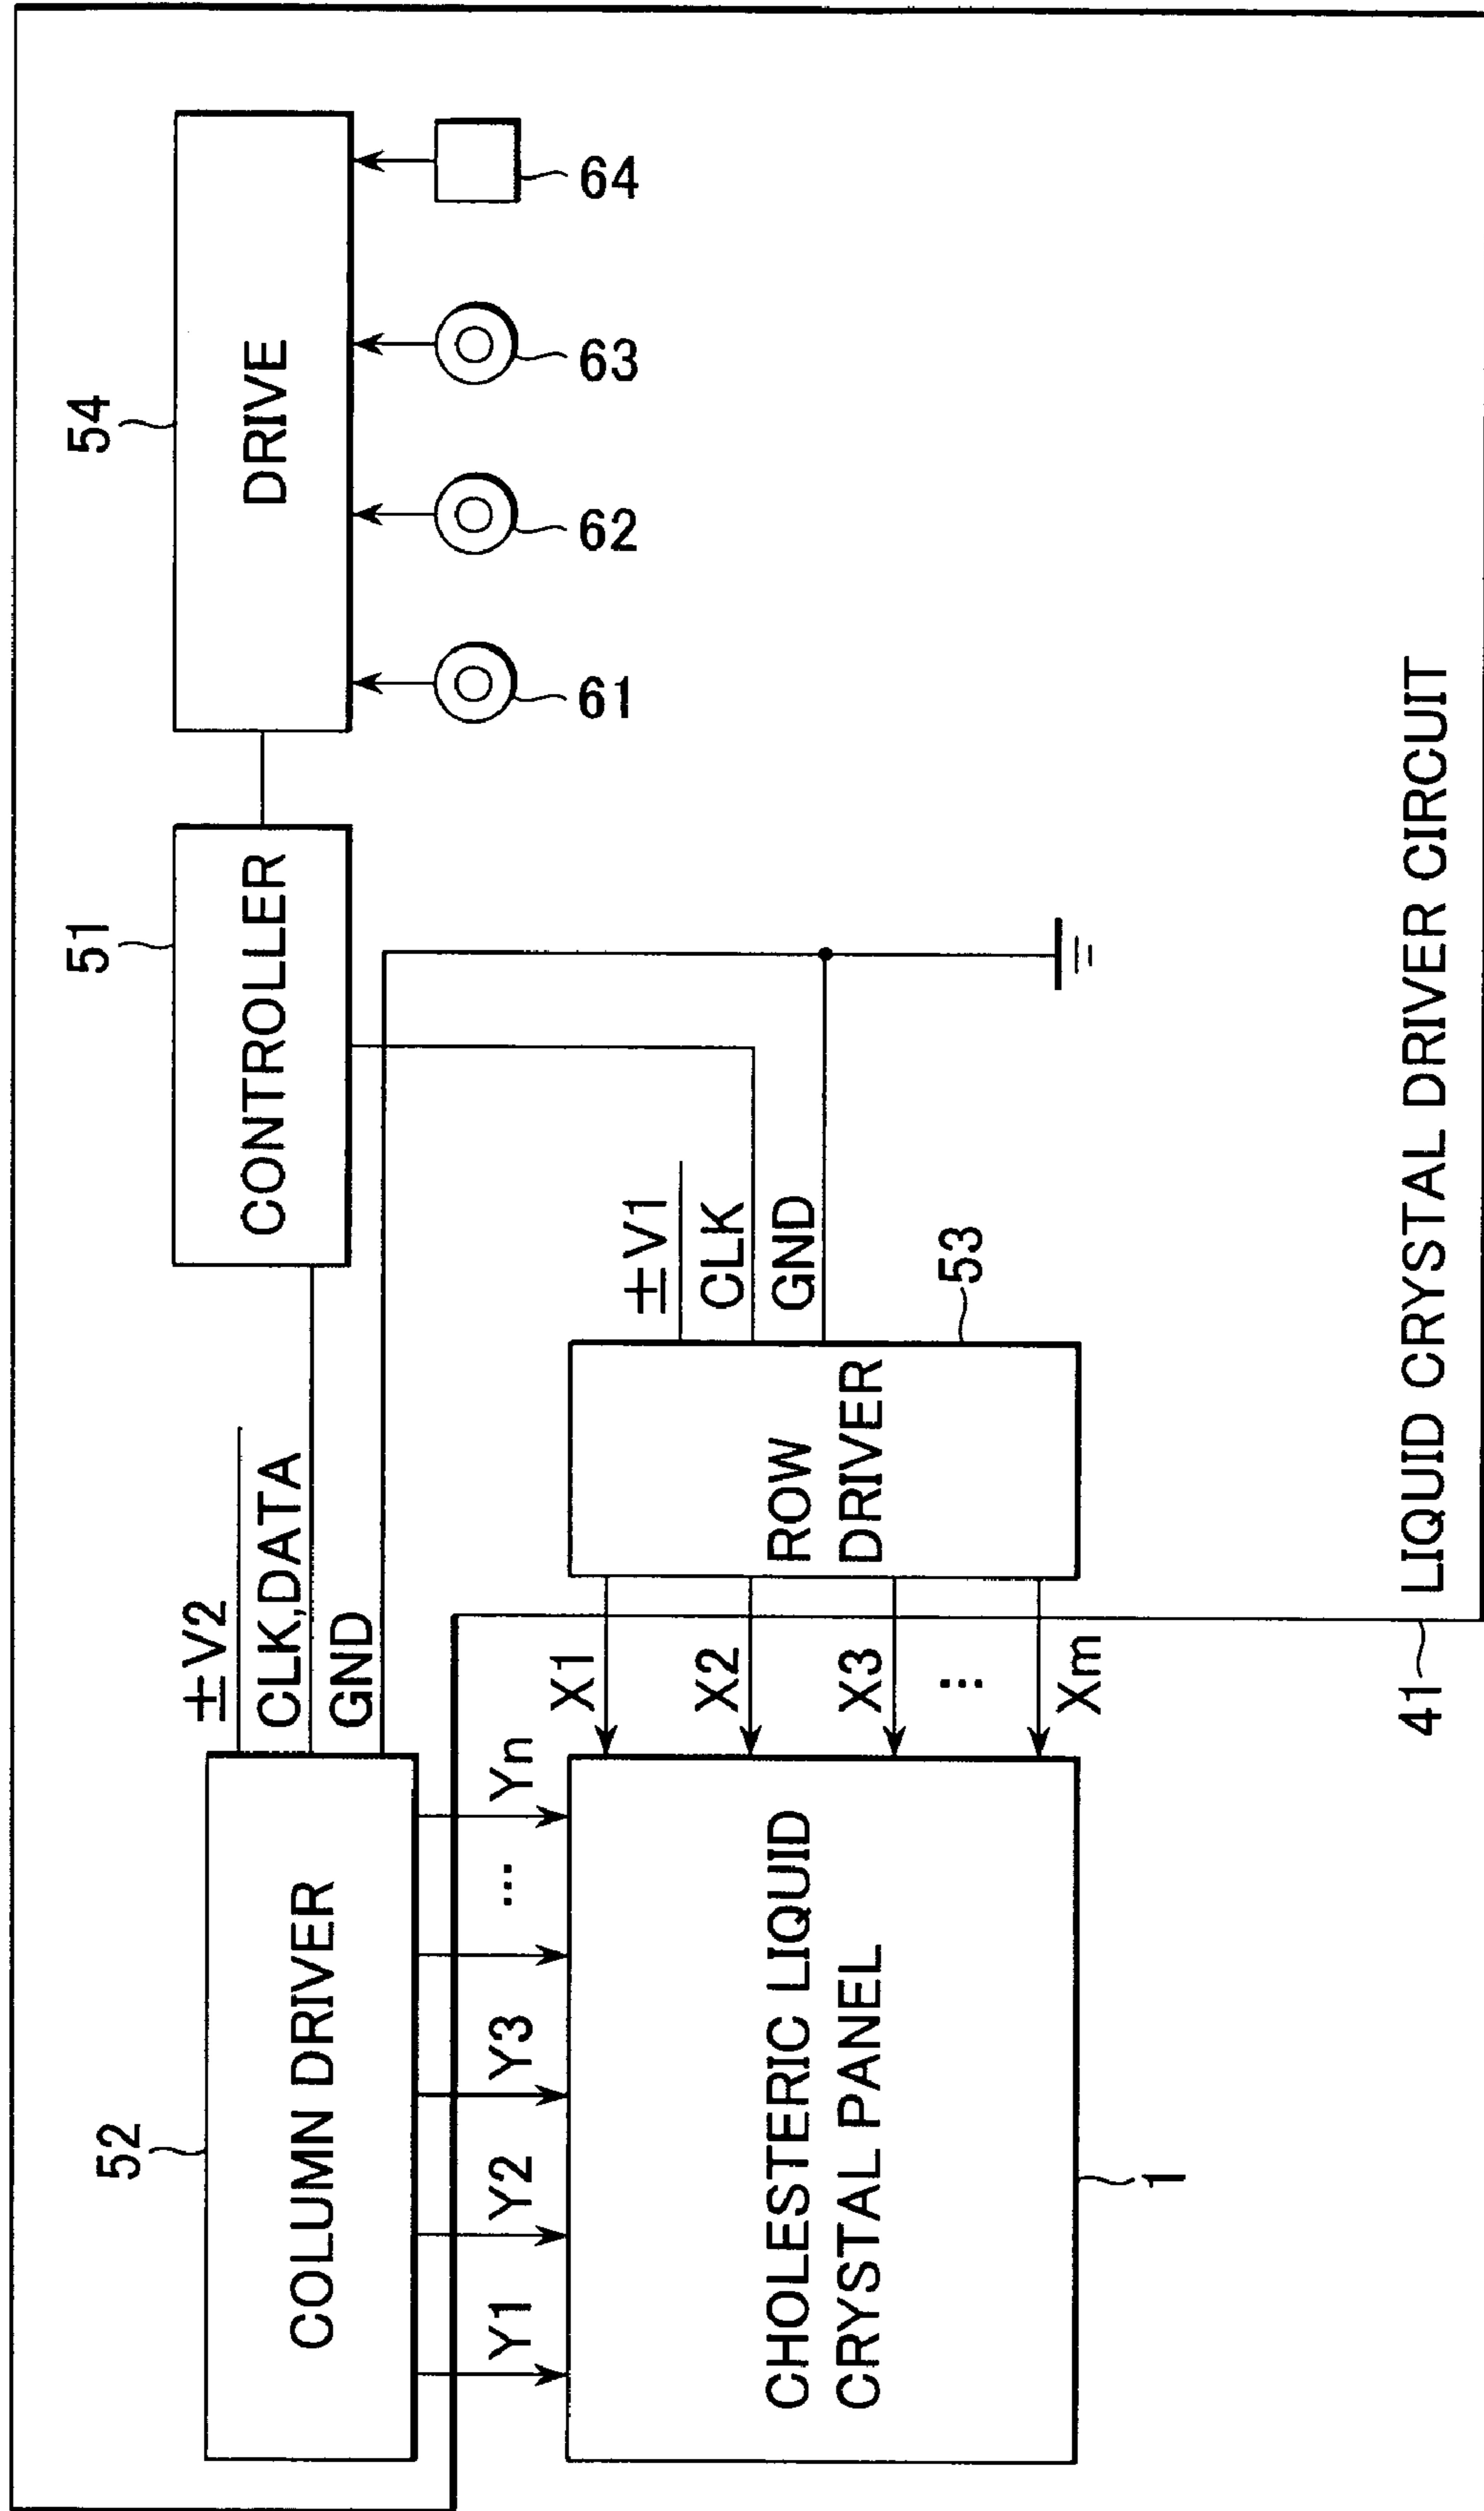 52
COLUMN DRIVER
±V2
CLK,DATA
GND
51
CONTROLLER
54
DRIVE
61
62
63
64
Y1
Y2
Y3
...
Yn
CHOLESTERIC LIQUID
CRYSTAL PANEL
1
X1
X2
X3
...
Xm
ROW
DRIVER
±V1
CLK
GND
53
41
LIQUID CRYSTAL DRIVER CIRCUIT